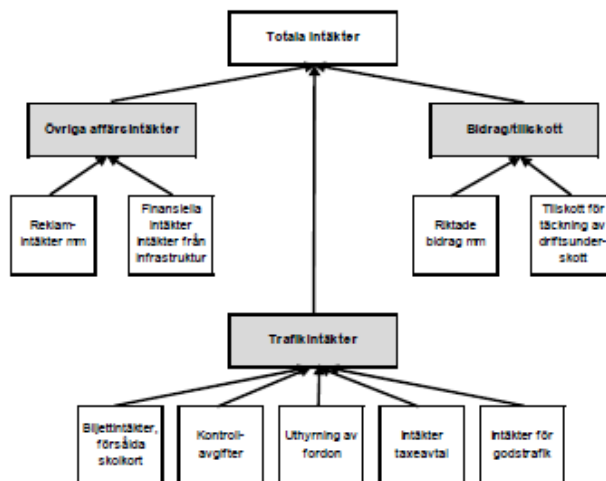 Totala intäkter
Övriga affärsintäkter
Bidrag/tillskott
Reklam-
intäkter mm
Finansiella
intäkter
intäkter från
infrastruktur
Riktade
bidrag mm
Tillskott för
täckning av
driftsunder-
skott
Trafikintäkter
Biljettintäkter,
försålda
skolkort
Kontroll-
avgifter
Uthyrning av
fordon
Intäkter
taxeavtal
Intäkter för
godstrafik